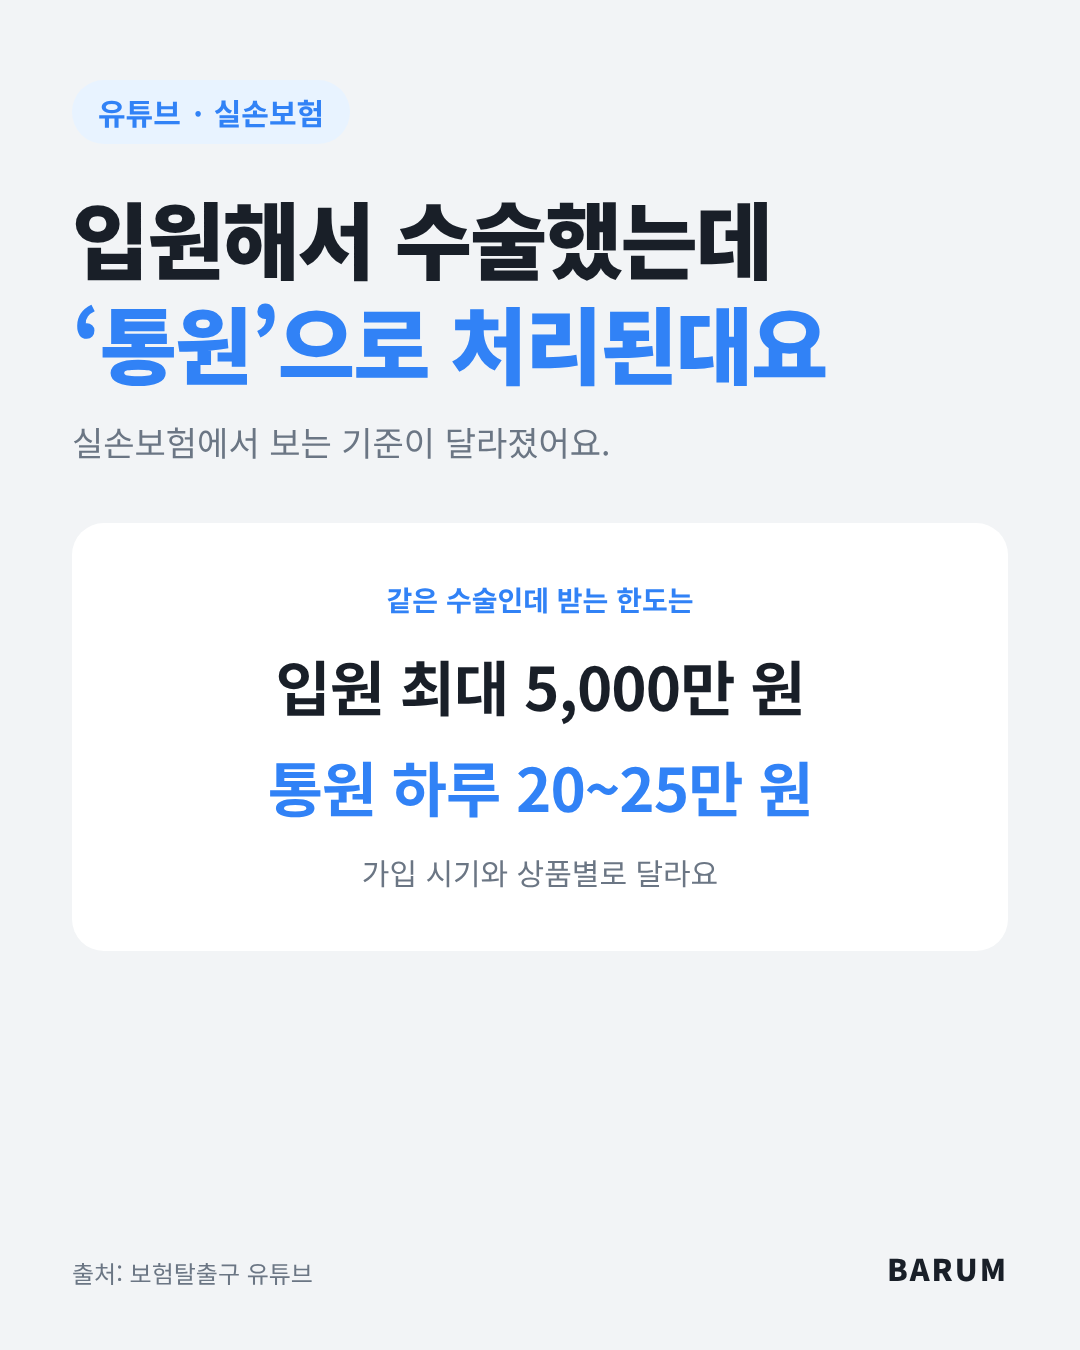 유튜브 · 실손보험
입원해서 수술했는데
‘통원’으로 처리된대요
실손보험에서 보는 기준이 달라졌어요.
같은 수술인데 받는 한도는
입원 최대 5,000만 원
통원 하루 20~25만 원
가입 시기와 상품별로 달라요
출처: 보험탈출구 유튜브
BARUM